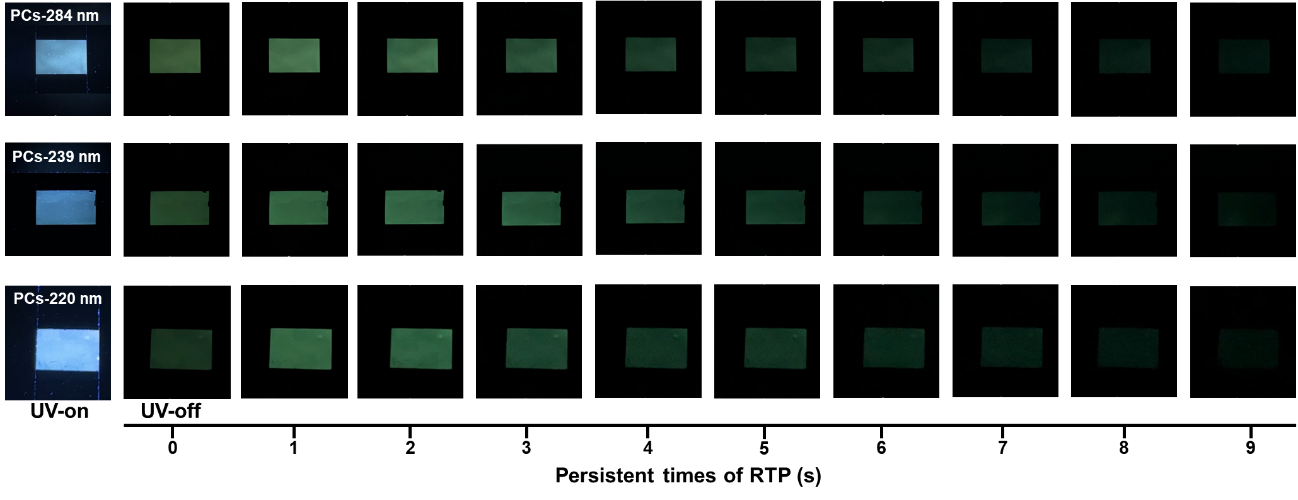 PCs-284 nm
PCs-239 nm
PCs-220 nm
UV-on UV-off
0 1 2 3 4 5 6 7 8 9
Persistent times of RTP (s)